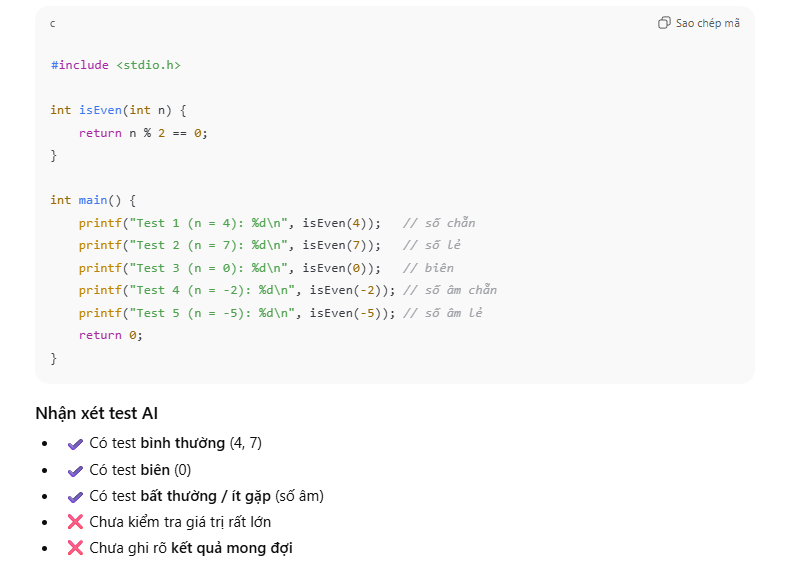 c
Sao chép mã
#include <stdio.h>
int isEven(int n) {
    return n % 2 == 0;
}
int main() {
    printf("Test 1 (n = 4): %d\n", isEven(4));   // số chẵn
    printf("Test 2 (n = 7): %d\n", isEven(7));   // số lẻ
    printf("Test 3 (n = 0): %d\n", isEven(0));   // biên
    printf("Test 4 (n = -2): %d\n", isEven(-2)); // số âm chẵn
    printf("Test 5 (n = -5): %d\n", isEven(-5)); // số âm lẻ
    return 0;
}
Nhận xét test AI
Có test bình thường (4, 7)
Có test biên (0)
Có test bất thường / ít gặp (số âm)
Chưa kiểm tra giá trị rất lớn
Chưa ghi rõ kết quả mong đợi